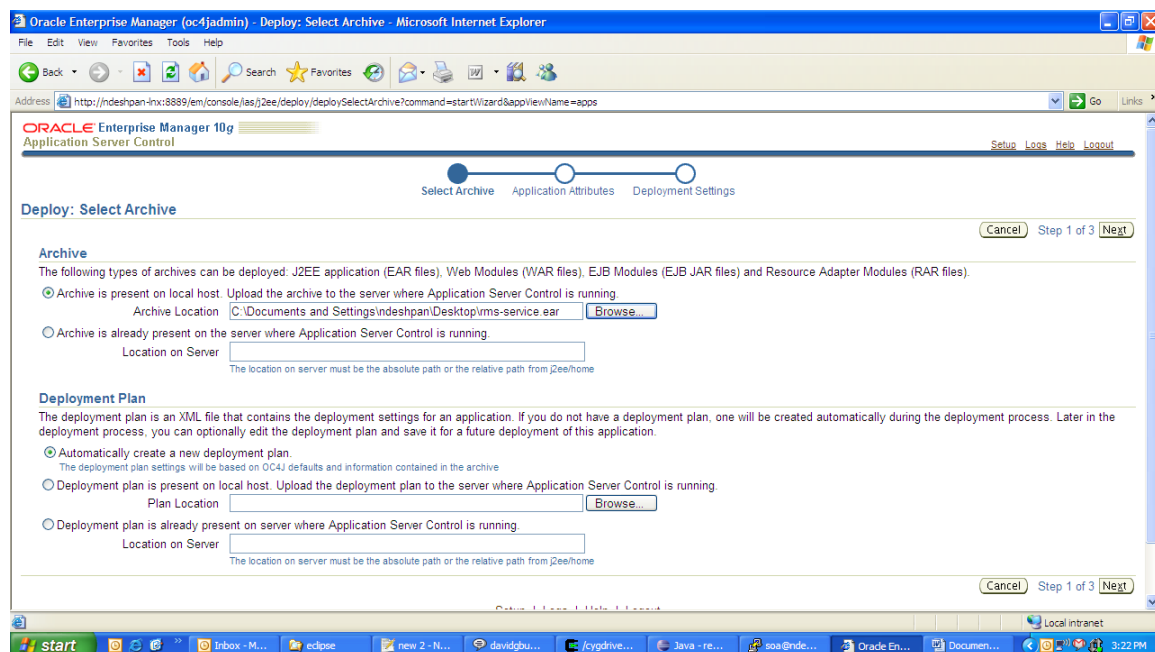 Oracle Enterprise Manager (oc4jadmin) - Deploy: Select Archive - Microsoft Internet Explorer
File Edit View Favorites Tools Help
Back Search Favorites
Address http://ndeshpan-lnx:8889/em/console/ias/j2ee/deploy/deploySelectArchive?command=startWizard&appViewName=apps Go Links
ORACLE Enterprise Manager 10g
Application Server Control
Setup Logs Help Logout
Select Archive Application Attributes Deployment Settings
Deploy: Select Archive
Cancel Step 1 of 3 Next
Archive
The following types of archives can be deployed: J2EE application (EAR files), Web Modules (WAR files), EJB Modules (EJB JAR files) and Resource Adapter Modules (RAR files).
Archive is present on local host. Upload the archive to the server where Application Server Control is running.
Archive Location C:\Documents and Settings\ndeshpan\Desktop\rms-service.ear Browse...
Archive is already present on the server where Application Server Control is running.
Location on Server
The location on server must be the absolute path or the relative path from j2ee/home
Deployment Plan
The deployment plan is an XML file that contains the deployment settings for an application. If you do not have a deployment plan, one will be created automatically during the deployment process. Later in the
deployment process, you can optionally edit the deployment plan and save it for a future deployment of this application.
Automatically create a new deployment plan.
The deployment plan settings will be based on OC4J defaults and information contained in the archive
Deployment plan is present on local host. Upload the deployment plan to the server where Application Server Control is running.
Plan Location Browse...
Deployment plan is already present on server where Application Server Control is running.
Location on Server
The location on server must be the absolute path or the relative path from j2ee/home
Cancel Step 1 of 3 Next
Setup | Logs | Help | Logout
Local intranet
start Inbox - M... eclipse new 2 - N... davidgbu... /cygdrive... Java - re... soa@nde... Oracle En... Documen... 3:22 PM